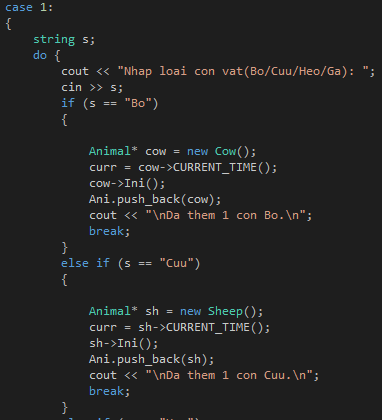 case 1:
{
string s;
do {
cout << "Nhap loai con vat(Bo/Cuu/Heo/Ga): ";
cin >> s;
if (s == "Bo")
{
Animal* cow = new Cow();
curr = cow->CURRENT_TIME();
cow->Ini();
Ani.push_back(cow);
cout << "\nDa them 1 con Bo.\n";
break;
}
else if (s == "Cuu")
{
Animal* sh = new Sheep();
curr = sh->CURRENT_TIME();
sh->Ini();
Ani.push_back(sh);
cout << "\nDa them 1 con Cuu.\n";
break;
}